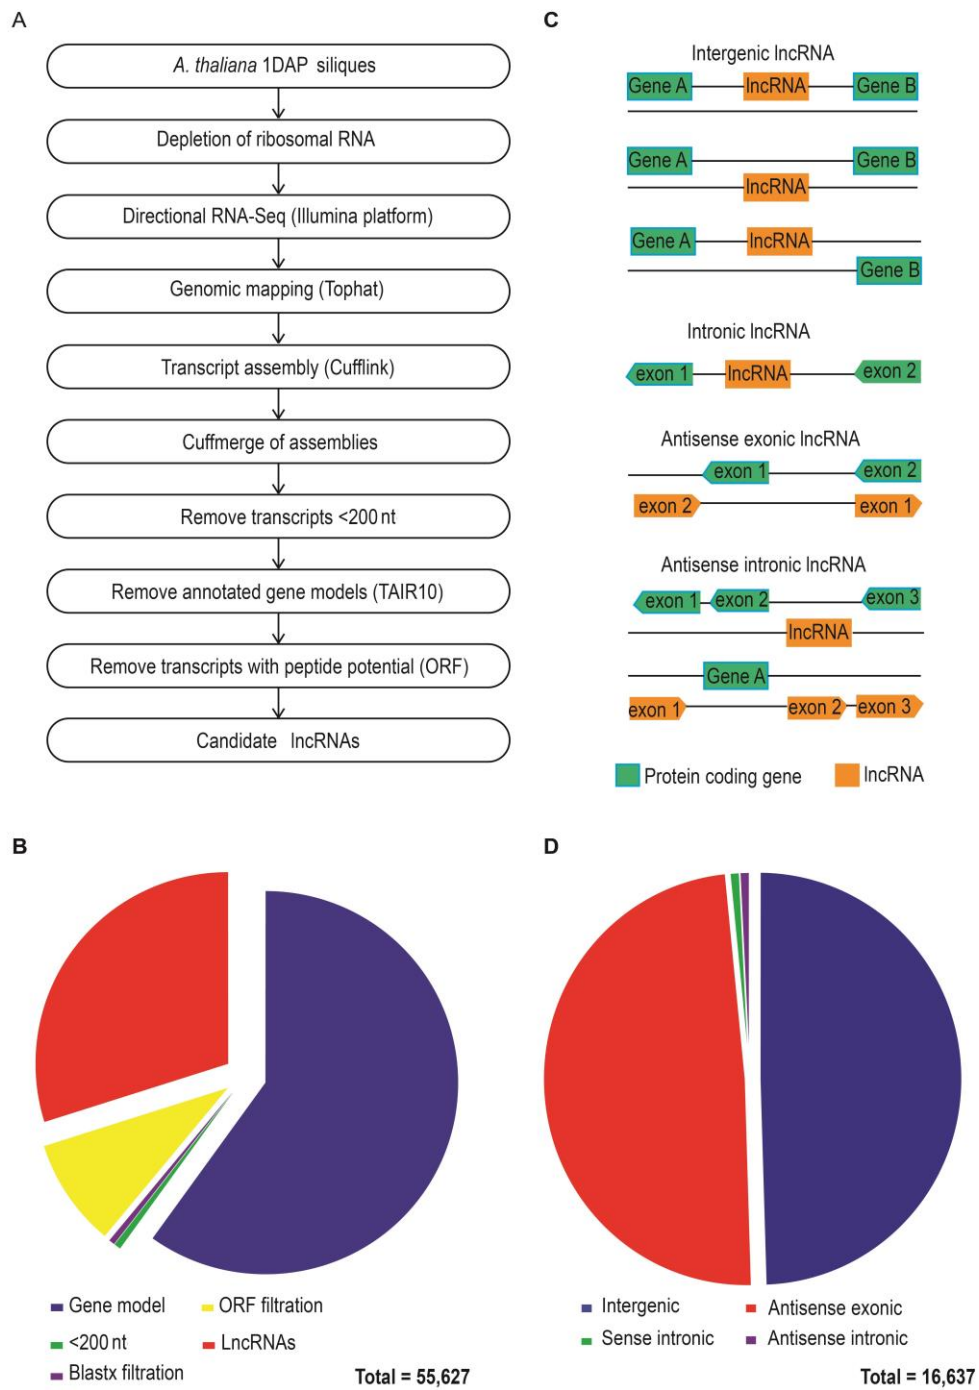 A
A. thaliana 1DAP siliques
Depletion of ribosomal RNA
Directional RNA-Seq (Illumina platform)
Genomic mapping (Tophat)
Transcript assembly (Cufflink)
Cuffmerge of assemblies
Remove transcripts <200 nt
Remove annotated gene models (TAIR10)
Remove transcripts with peptide potential (ORF)
Candidate lncRNAs
C
Intergenic lncRNA
Gene A lncRNA Gene B
Gene A Gene B
lncRNA
Gene A lncRNA
Gene B
Intronic lncRNA
exon 1 lncRNA exon 2
Antisense exonic lncRNA
exon 1 exon 2
exon 2 exon 1
Antisense intronic lncRNA
exon 1 exon 2 exon 3
lncRNA
Gene A
exon 1 exon 2 exon 3
Protein coding gene lncRNA
B
Gene model ORF filtration
<200 nt LncRNAs
Blastx filtration
Total = 55,627
D
Intergenic Antisense exonic
Sense intronic Antisense intronic
Total = 16,637